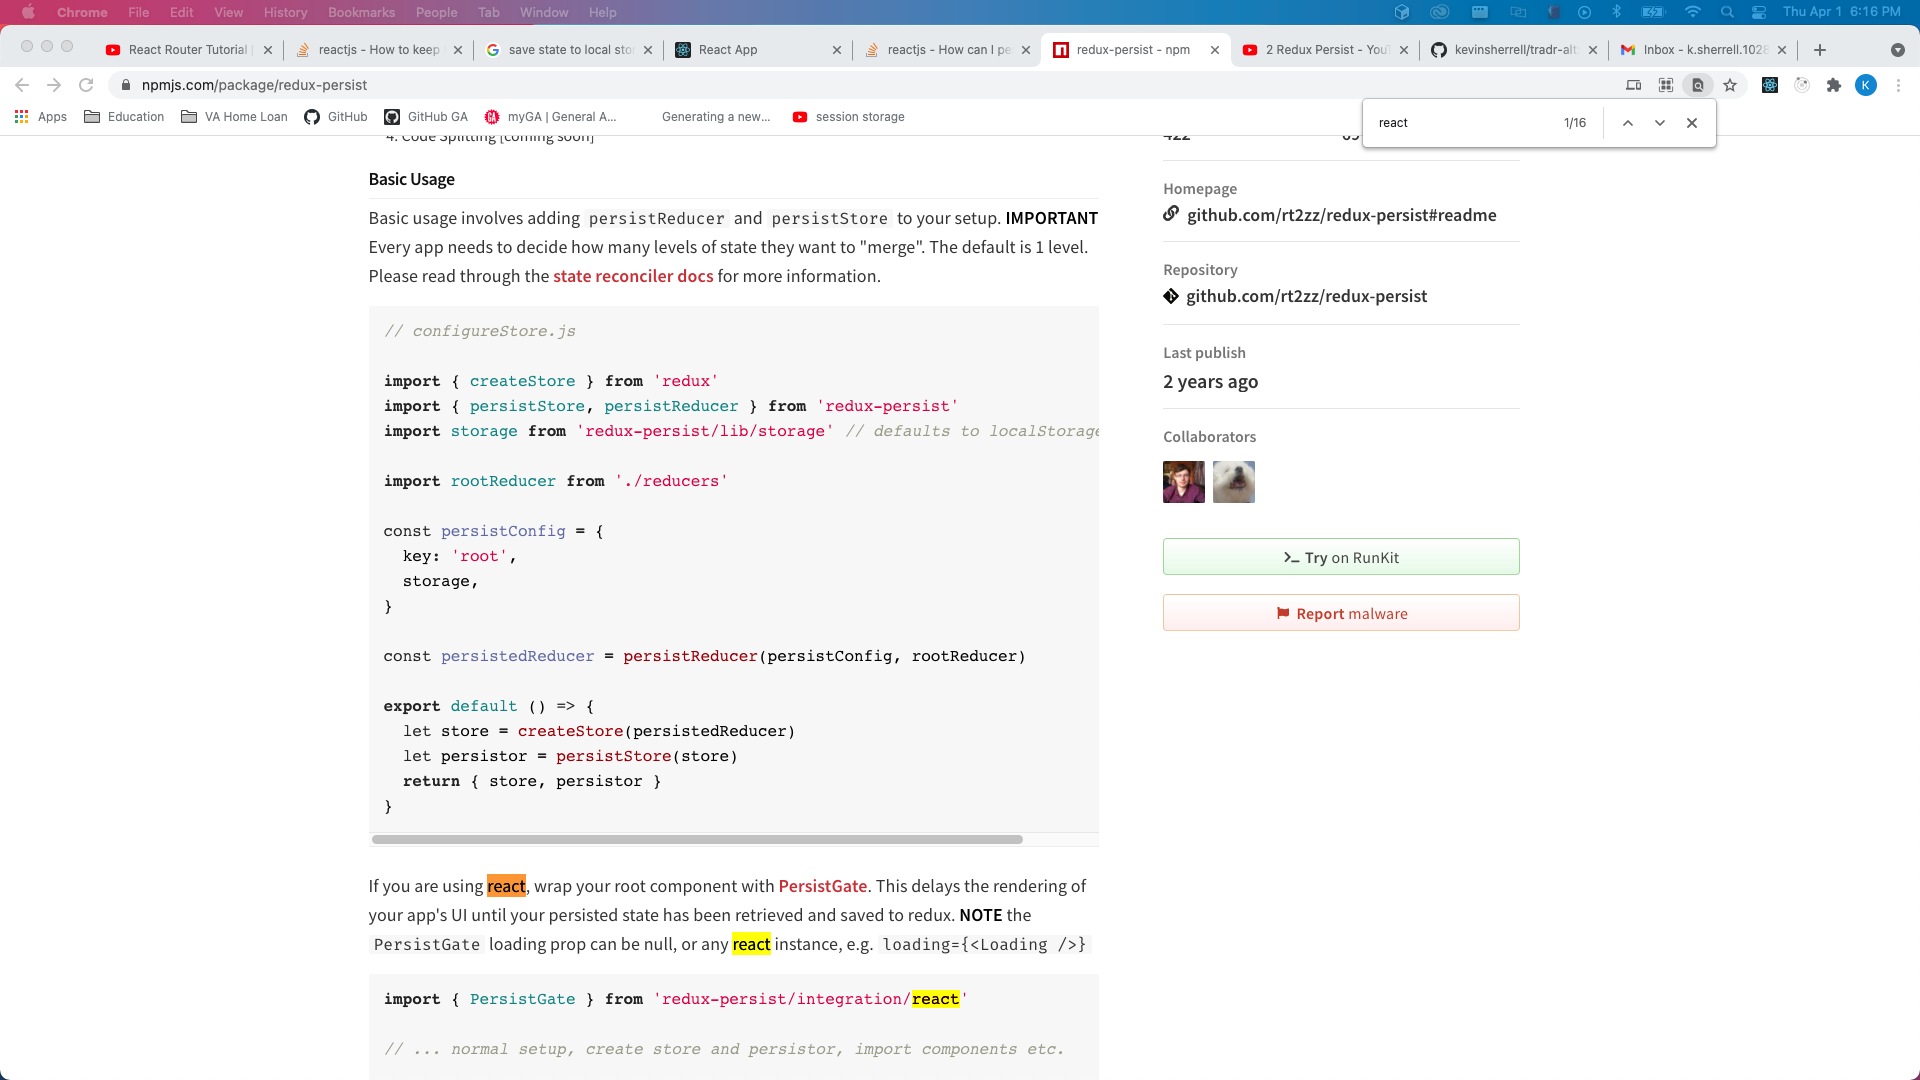 Chrome File Edit View History Bookmarks People Tab Window Help Thu Apr 1 6:16 PM
React Router Tutorial reactjs - How to keep save state to local sto React App reactjs - How can I pe redux-persist - npm 2 Redux Persist - You kevinsherrell/tradr-alt Inbox - k.sherrell.1028
npmjs.com/package/redux-persist K
Apps Education VA Home Loan GitHub GitHub GA myGA | General A... Generating a new... session storage
react 1/16
4. Code Splitting [coming soon]
Basic Usage
Basic usage involves adding persistReducer and persistStore to your setup. IMPORTANT
Every app needs to decide how many levels of state they want to "merge". The default is 1 level.
Please read through the state reconciler docs for more information.
// configureStore.js
import { createStore } from 'redux'
import { persistStore, persistReducer } from 'redux-persist'
import storage from 'redux-persist/lib/storage' // defaults to localStorage
import rootReducer from './reducers'
const persistConfig = {
key: 'root',
storage,
}
const persistedReducer = persistReducer(persistConfig, rootReducer)
export default () => {
let store = createStore(persistedReducer)
let persistor = persistStore(store)
return { store, persistor }
}
If you are using react, wrap your root component with PersistGate. This delays the rendering of
your app's UI until your persisted state has been retrieved and saved to redux. NOTE the
PersistGate loading prop can be null, or any react instance, e.g. loading={<Loading />}
import { PersistGate } from 'redux-persist/integration/react'
// ... normal setup, create store and persistor, import components etc.
422
Homepage
github.com/rt2zz/redux-persist#readme
Repository
github.com/rt2zz/redux-persist
Last publish
2 years ago
Collaborators
Try on RunKit
Report malware